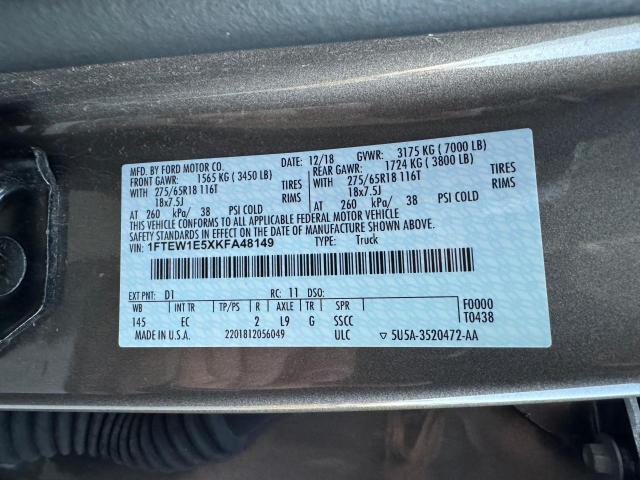 MFD. BY FORD MOTOR CO. DATE: 12/18 GVWR: 3175 KG ( 7000 LB)
FRONT GAWR: 1565 KG ( 3450 LB) REAR GAWR: 1724 KG ( 3800 LB)
WITH 275/65R18 116T TIRES WITH 275/65R18 116T TIRES
18x7.5J RIMS 18x7.5J RIMS
AT 260 kPa/ 38 PSI COLD AT 260 kPa/ 38 PSI COLD
THIS VEHICLE CONFORMS TO ALL APPLICABLE FEDERAL MOTOR VEHICLE
SAFETY STANDARDS IN EFFECT ON THE DATE OF MANUFACTURE SHOWN ABOVE.
VIN: 1FTEW1E5XKFA48149 TYPE: Truck
EXT PNT: D1 RC: 11 DSO: F0000
WB INT TR TP/PS R AXLE TR SPR T0438
145 EC 2 L9 G SSCC
MADE IN U.S.A. 2201812056049 ULC ▽ 5U5A-3520472-AA